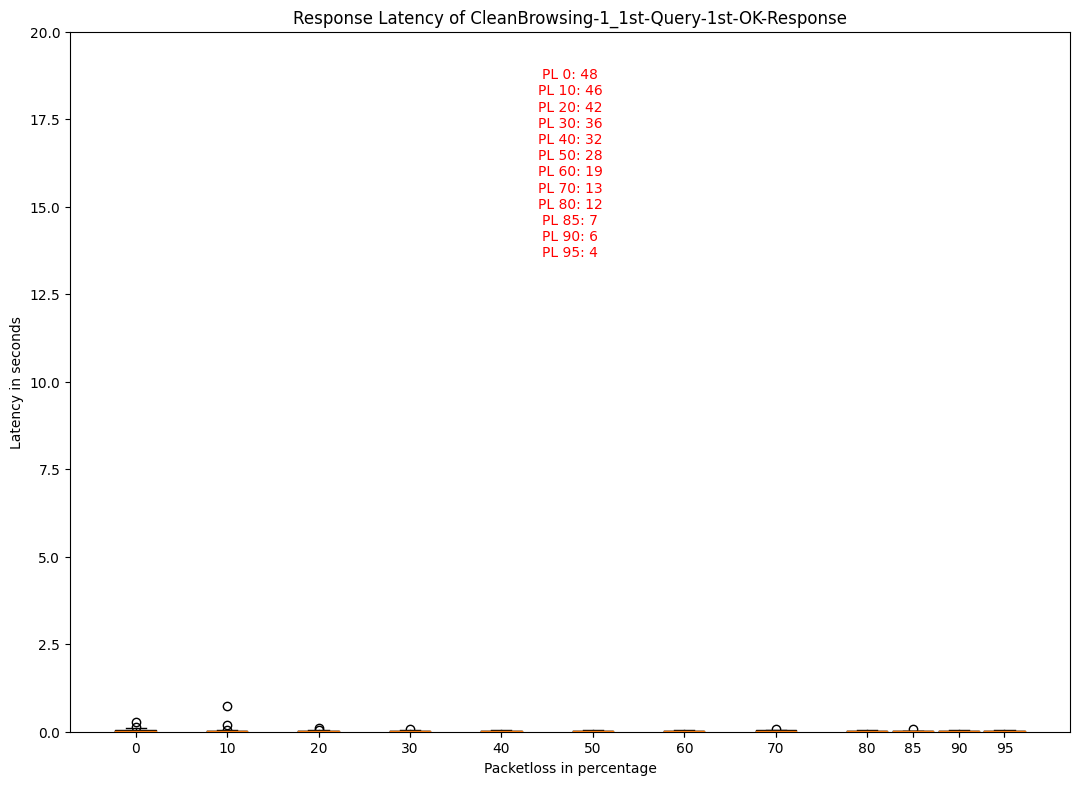 Response Latency of CleanBrowsing-1_1st-Query-1st-OK-Response
20.0
17.5
15.0
12.5
10.0
7.5
5.0
2.5
0.0
Latency in seconds
PL 0: 48
PL 10: 46
PL 20: 42
PL 30: 36
PL 40: 32
PL 50: 28
PL 60: 19
PL 70: 13
PL 80: 12
PL 85: 7
PL 90: 6
PL 95: 4
0 10 20 30 40 50 60 70 80 85 90 95
Packetloss in percentage